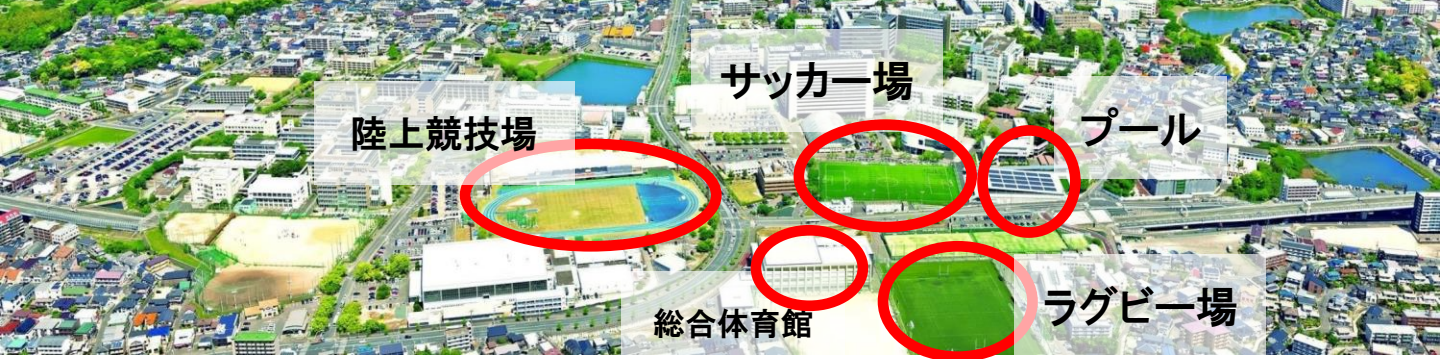 サッカー場
プール
陸上競技場
総合体育館
ラグビー場